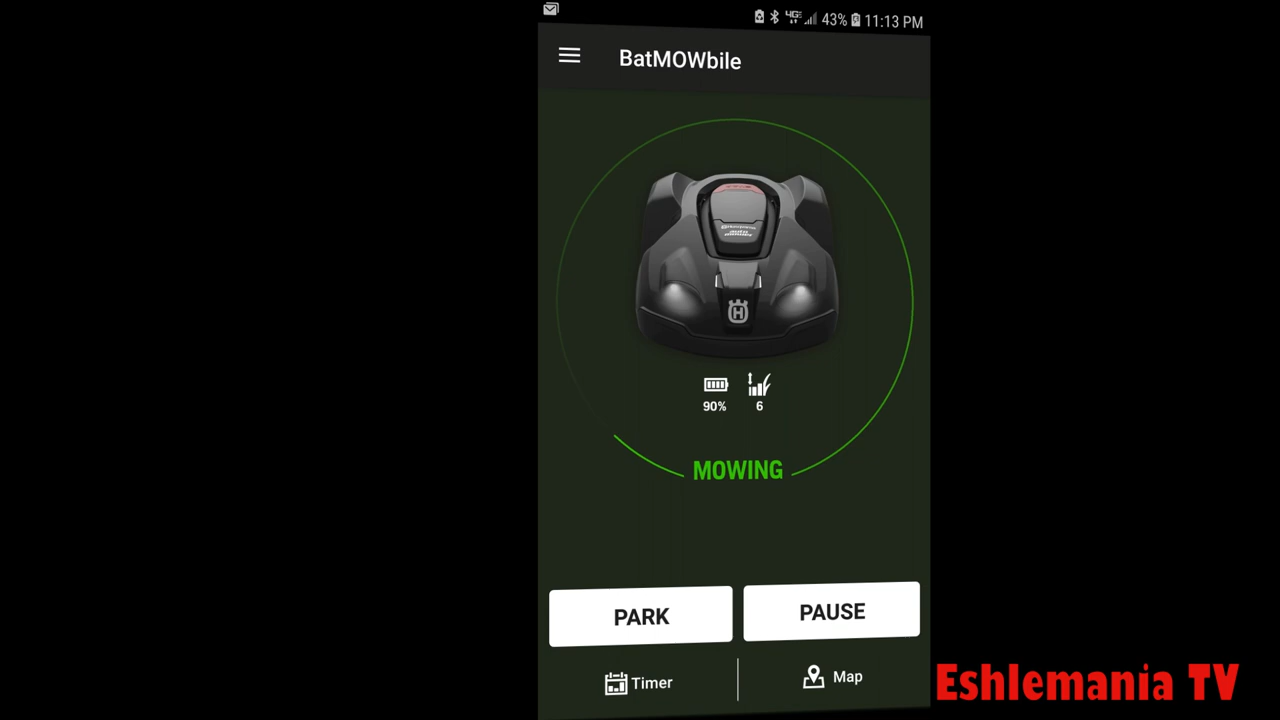 43% 11:13 PM
BatMOWbile
H
90% 6
MOWING
PARK PAUSE
Timer Map
Eshlemania TV